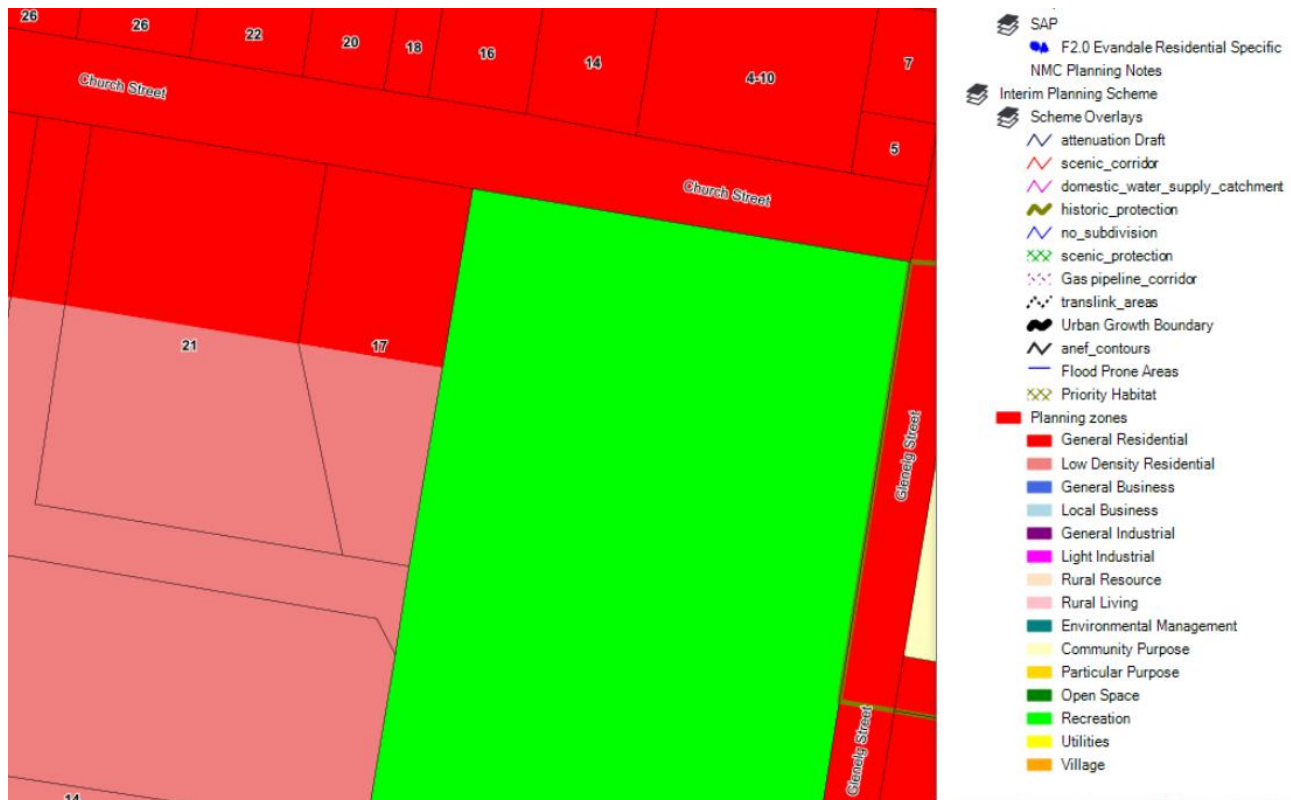 26
26
22
20
18
16
14
4-10
7
5
Church Street
Church Street
21
17
Glenelg Street
Glenelg Street
14
SAP
F2.0 Evandale Residential Specific
NMC Planning Notes
Interim Planning Scheme
Scheme Overlays
attenuation Draft
scenic_corridor
domestic_water_supply_catchment
historic_protection
no_subdivision
scenic_protection
Gas pipeline_corridor
translink_areas
Urban Growth Boundary
anef_contours
Flood Prone Areas
Priority Habitat
Planning zones
General Residential
Low Density Residential
General Business
Local Business
General Industrial
Light Industrial
Rural Resource
Rural Living
Environmental Management
Community Purpose
Particular Purpose
Open Space
Recreation
Utilities
Village